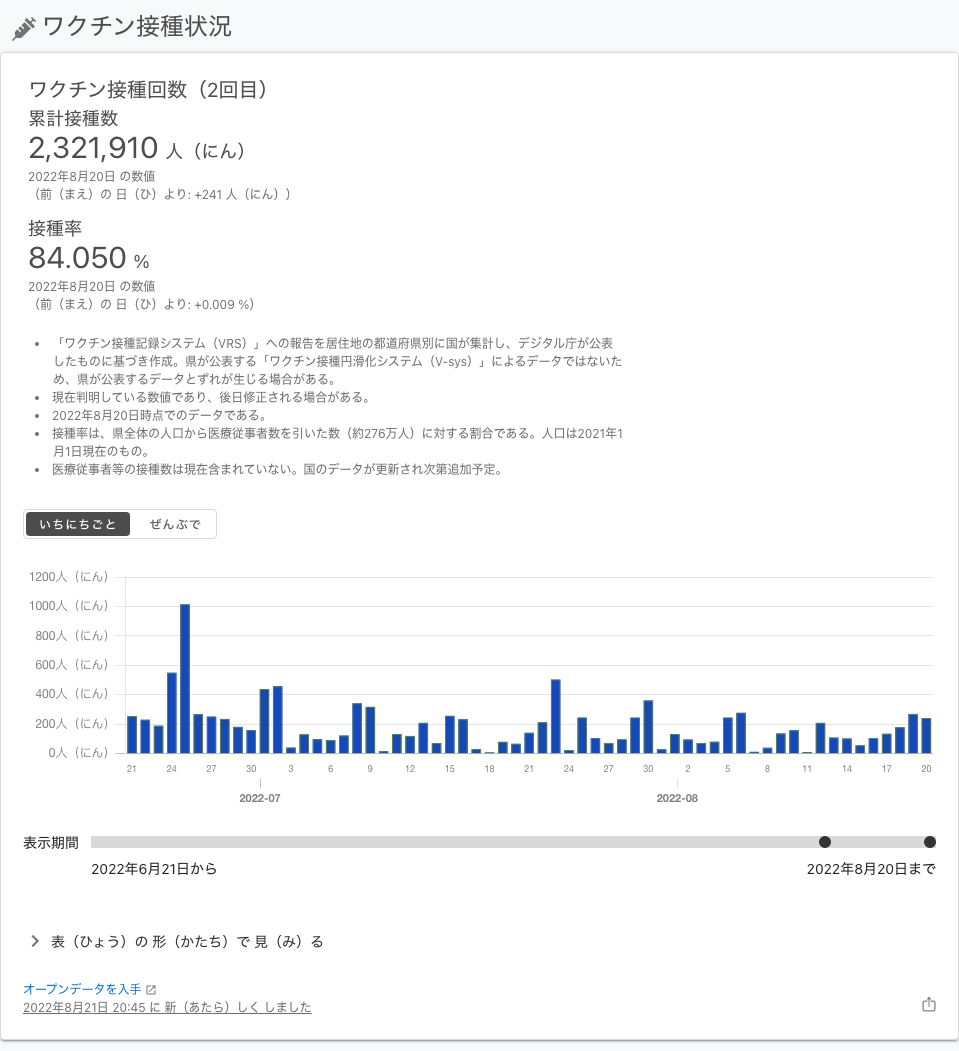 ワクチン接種状況
ワクチン接種回数（2回目）
累計接種数
2,321,910 人（にん）
2022年8月20日 の数値
（前（まえ）の 日（ひ）より: +241 人（にん））
接種率
84.050 %
2022年8月20日 の数値
（前（まえ）の 日（ひ）より: +0.009 %）
• 「ワクチン接種記録システム（VRS）」への報告を居住地の都道府県別に国が集計し、デジタル庁が公表
したものに基づき作成。県が公表する「ワクチン接種円滑化システム（V-sys）」によるデータではないた
め、県が公表するデータとずれが生じる場合がある。
• 現在判明している数値であり、後日修正される場合がある。
• 2022年8月20日時点でのデータである。
• 接種率は、県全体の人口から医療従事者数を引いた数（約276万人）に対する割合である。人口は2021年1
月1日現在のもの。
• 医療従事者等の接種数は現在含まれていない。国のデータが更新され次第追加予定。
いちにちごと ぜんぶで
1200人（にん）
1000人（にん）
800人（にん）
600人（にん）
400人（にん）
200人（にん）
0人（にん）
21 24 27 30 3 6 9 12 15 18 21 24 27 30 2 5 8 11 14 17 20
2022-07 2022-08
表示期間
2022年6月21日から 2022年8月20日まで
表（ひょう）の 形（かたち）で 見（み）る
オープンデータを入手
2022年8月21日 20:45 に 新（あたら）しく しました